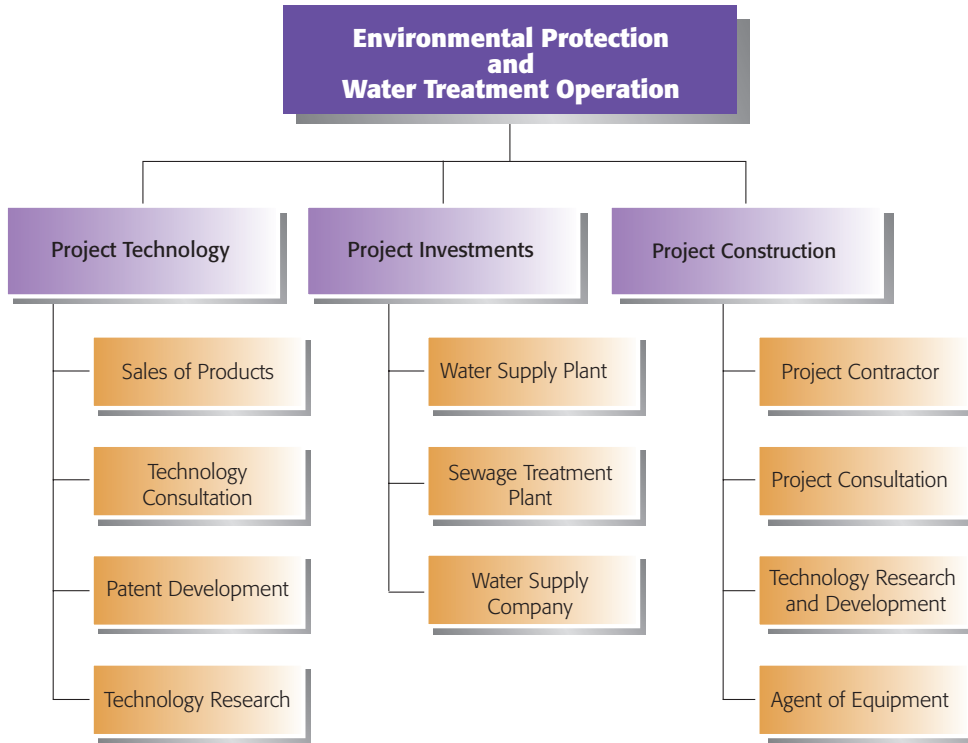 Environmental Protection
and
Water Treatment Operation
Project Technology
Sales of Products
Technology
Consultation
Patent Development
Technology Research
Project Investments
Water Supply Plant
Sewage Treatment
Plant
Water Supply
Company
Project Construction
Project Contractor
Project Consultation
Technology Research
and Development
Agent of Equipment